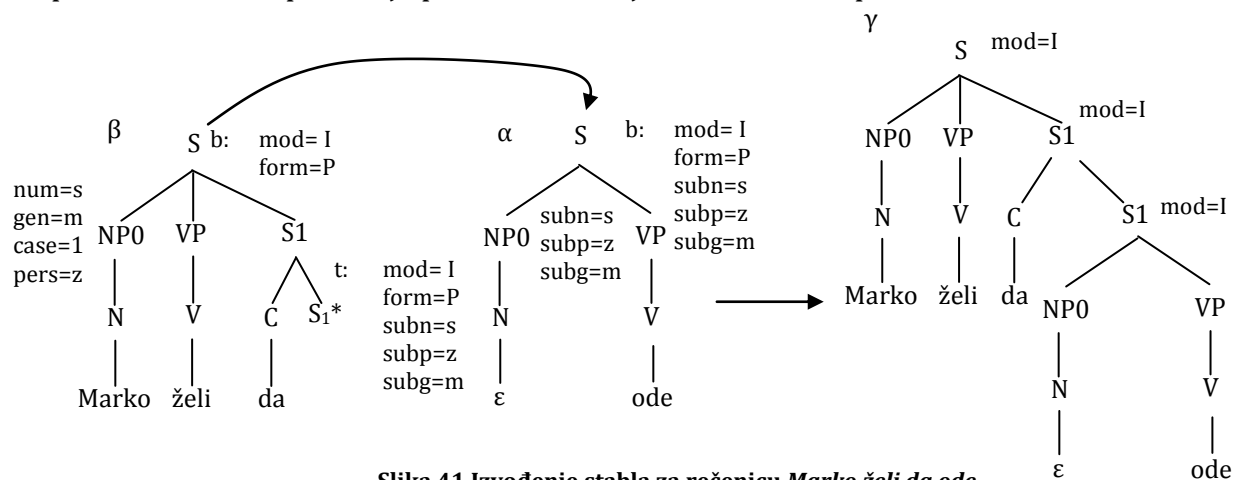 γ
S mod=I
β
S b: mod= I
form=P
α
S
b: mod= I
form=P
subn=s
subp=z
subg=m
NP0
VP
S1 mod=I
num=s
gen=m
case=1
pers=z
NP0
VP
S1
NP0
subn=s
subp=z
subg=m
VP
N
V
C
S1 mod=I
t: mod= I
form=P
subn=s
subp=z
subg=m
N
V
C
S₁*
N
V
Marko
želi
da
NP0
VP
Marko
želi
da
ε
ode
N
V
ε
ode
Slika 41 Izvođenje stabla za rečenicu Marko želi da ode